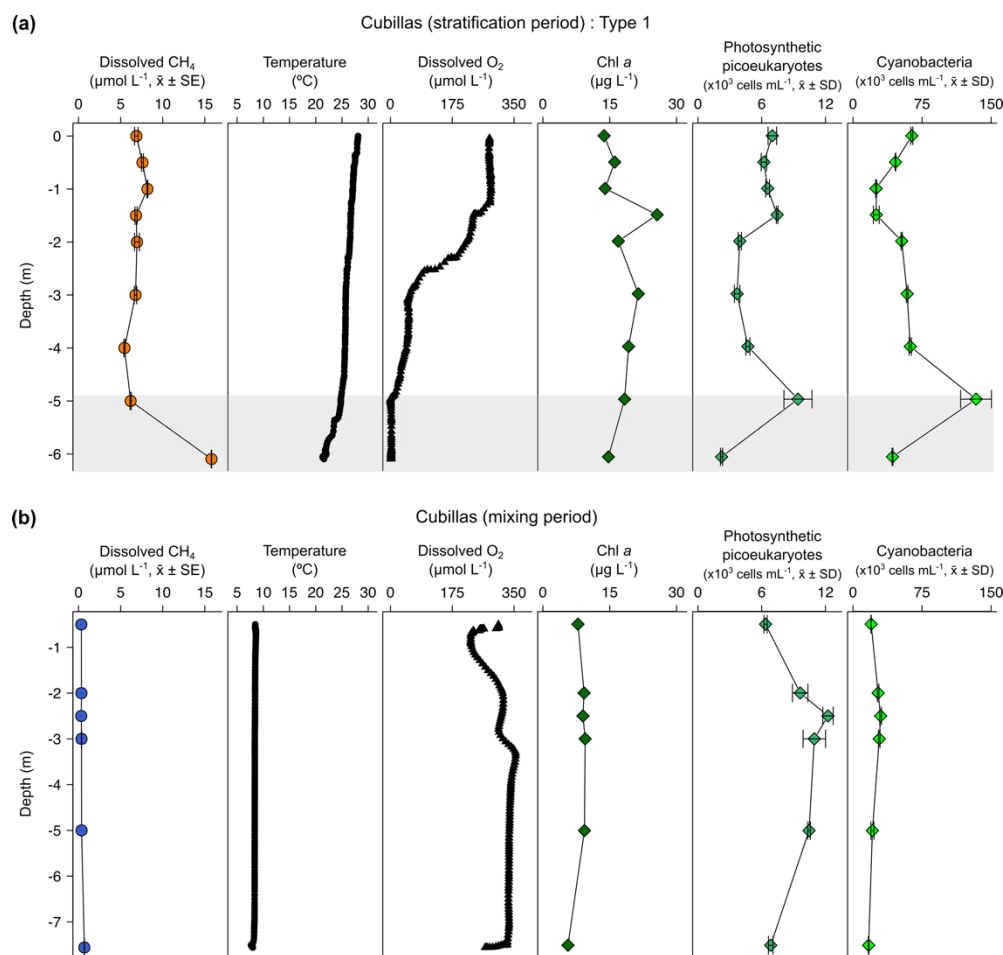 (a)
Cubillas (stratification period) : Type 1
Dissolved CH₄
(µmol L⁻¹, x̄ ± SE)
Temperature
(ºC)
Dissolved O₂
(µmol L⁻¹)
Chl a
(µg L⁻¹)
Photosynthetic
picoeukaryotes
(x10³ cells mL⁻¹, x̄ ± SD)
Cyanobacteria
(x10³ cells mL⁻¹, x̄ ± SD)
0 5 10 15
5 10 15 20 25 30
0 175 350
0 15 30
0 6 12
0 75 150
Depth (m)
0
-1
-2
-3
-4
-5
-6
(b)
Cubillas (mixing period)
Dissolved CH₄
(µmol L⁻¹, x̄ ± SE)
Temperature
(ºC)
Dissolved O₂
(µmol L⁻¹)
Chl a
(µg L⁻¹)
Photosynthetic
picoeukaryotes
(x10³ cells mL⁻¹, x̄ ± SD)
Cyanobacteria
(x10³ cells mL⁻¹, x̄ ± SD)
0 5 10 15
5 10 15 20 25 30
0 175 350
0 15 30
0 6 12
0 75 150
Depth (m)
-1
-2
-3
-4
-5
-6
-7